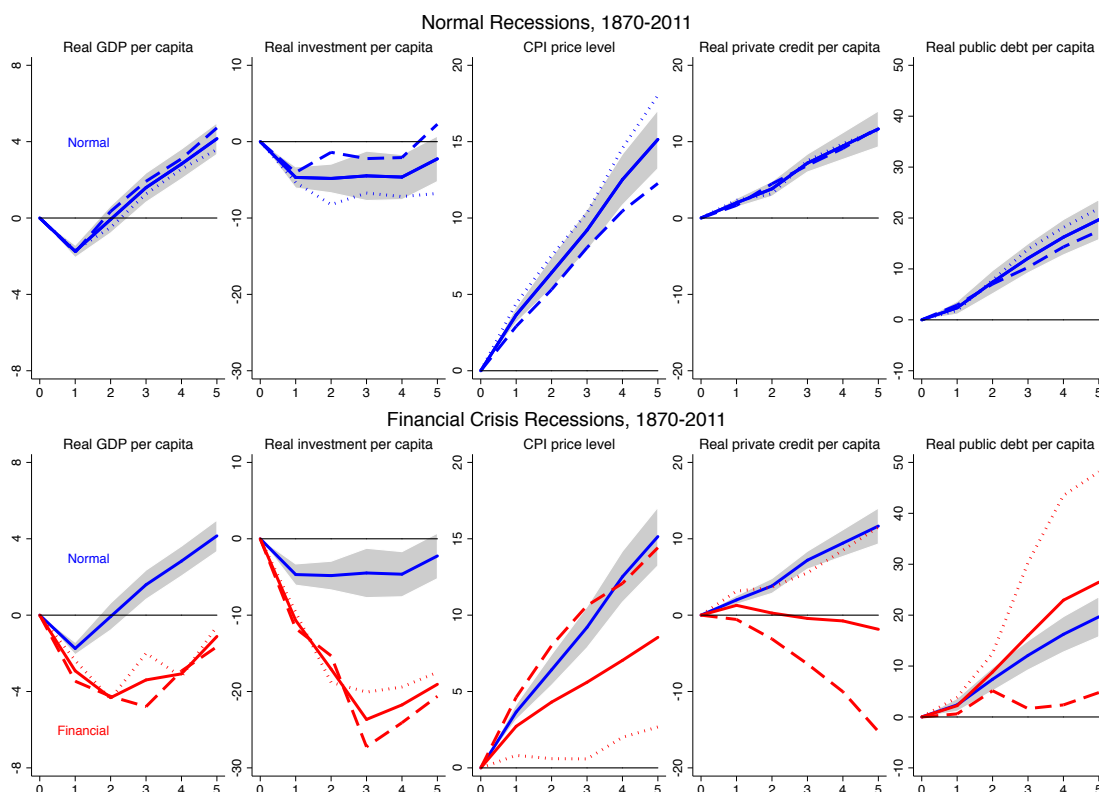 Normal Recessions, 1870-2011
Real GDP per capita
Real investment per capita
CPI price level
Real private credit per capita
Real public debt per capita
8
4
0
-4
-8
Normal
0 1 2 3 4 5
10
0
-10
-20
-30
0 1 2 3 4 5
20
15
10
5
0
0 1 2 3 4 5
20
10
0
-10
-20
0 1 2 3 4 5
50
40
30
20
10
0
-10
0 1 2 3 4 5
Financial Crisis Recessions, 1870-2011
Real GDP per capita
Real investment per capita
CPI price level
Real private credit per capita
Real public debt per capita
8
4
0
-4
-8
Normal
Financial
0 1 2 3 4 5
10
0
-10
-20
-30
0 1 2 3 4 5
20
15
10
5
0
0 1 2 3 4 5
20
10
0
-10
-20
0 1 2 3 4 5
50
40
30
20
10
0
-10
0 1 2 3 4 5